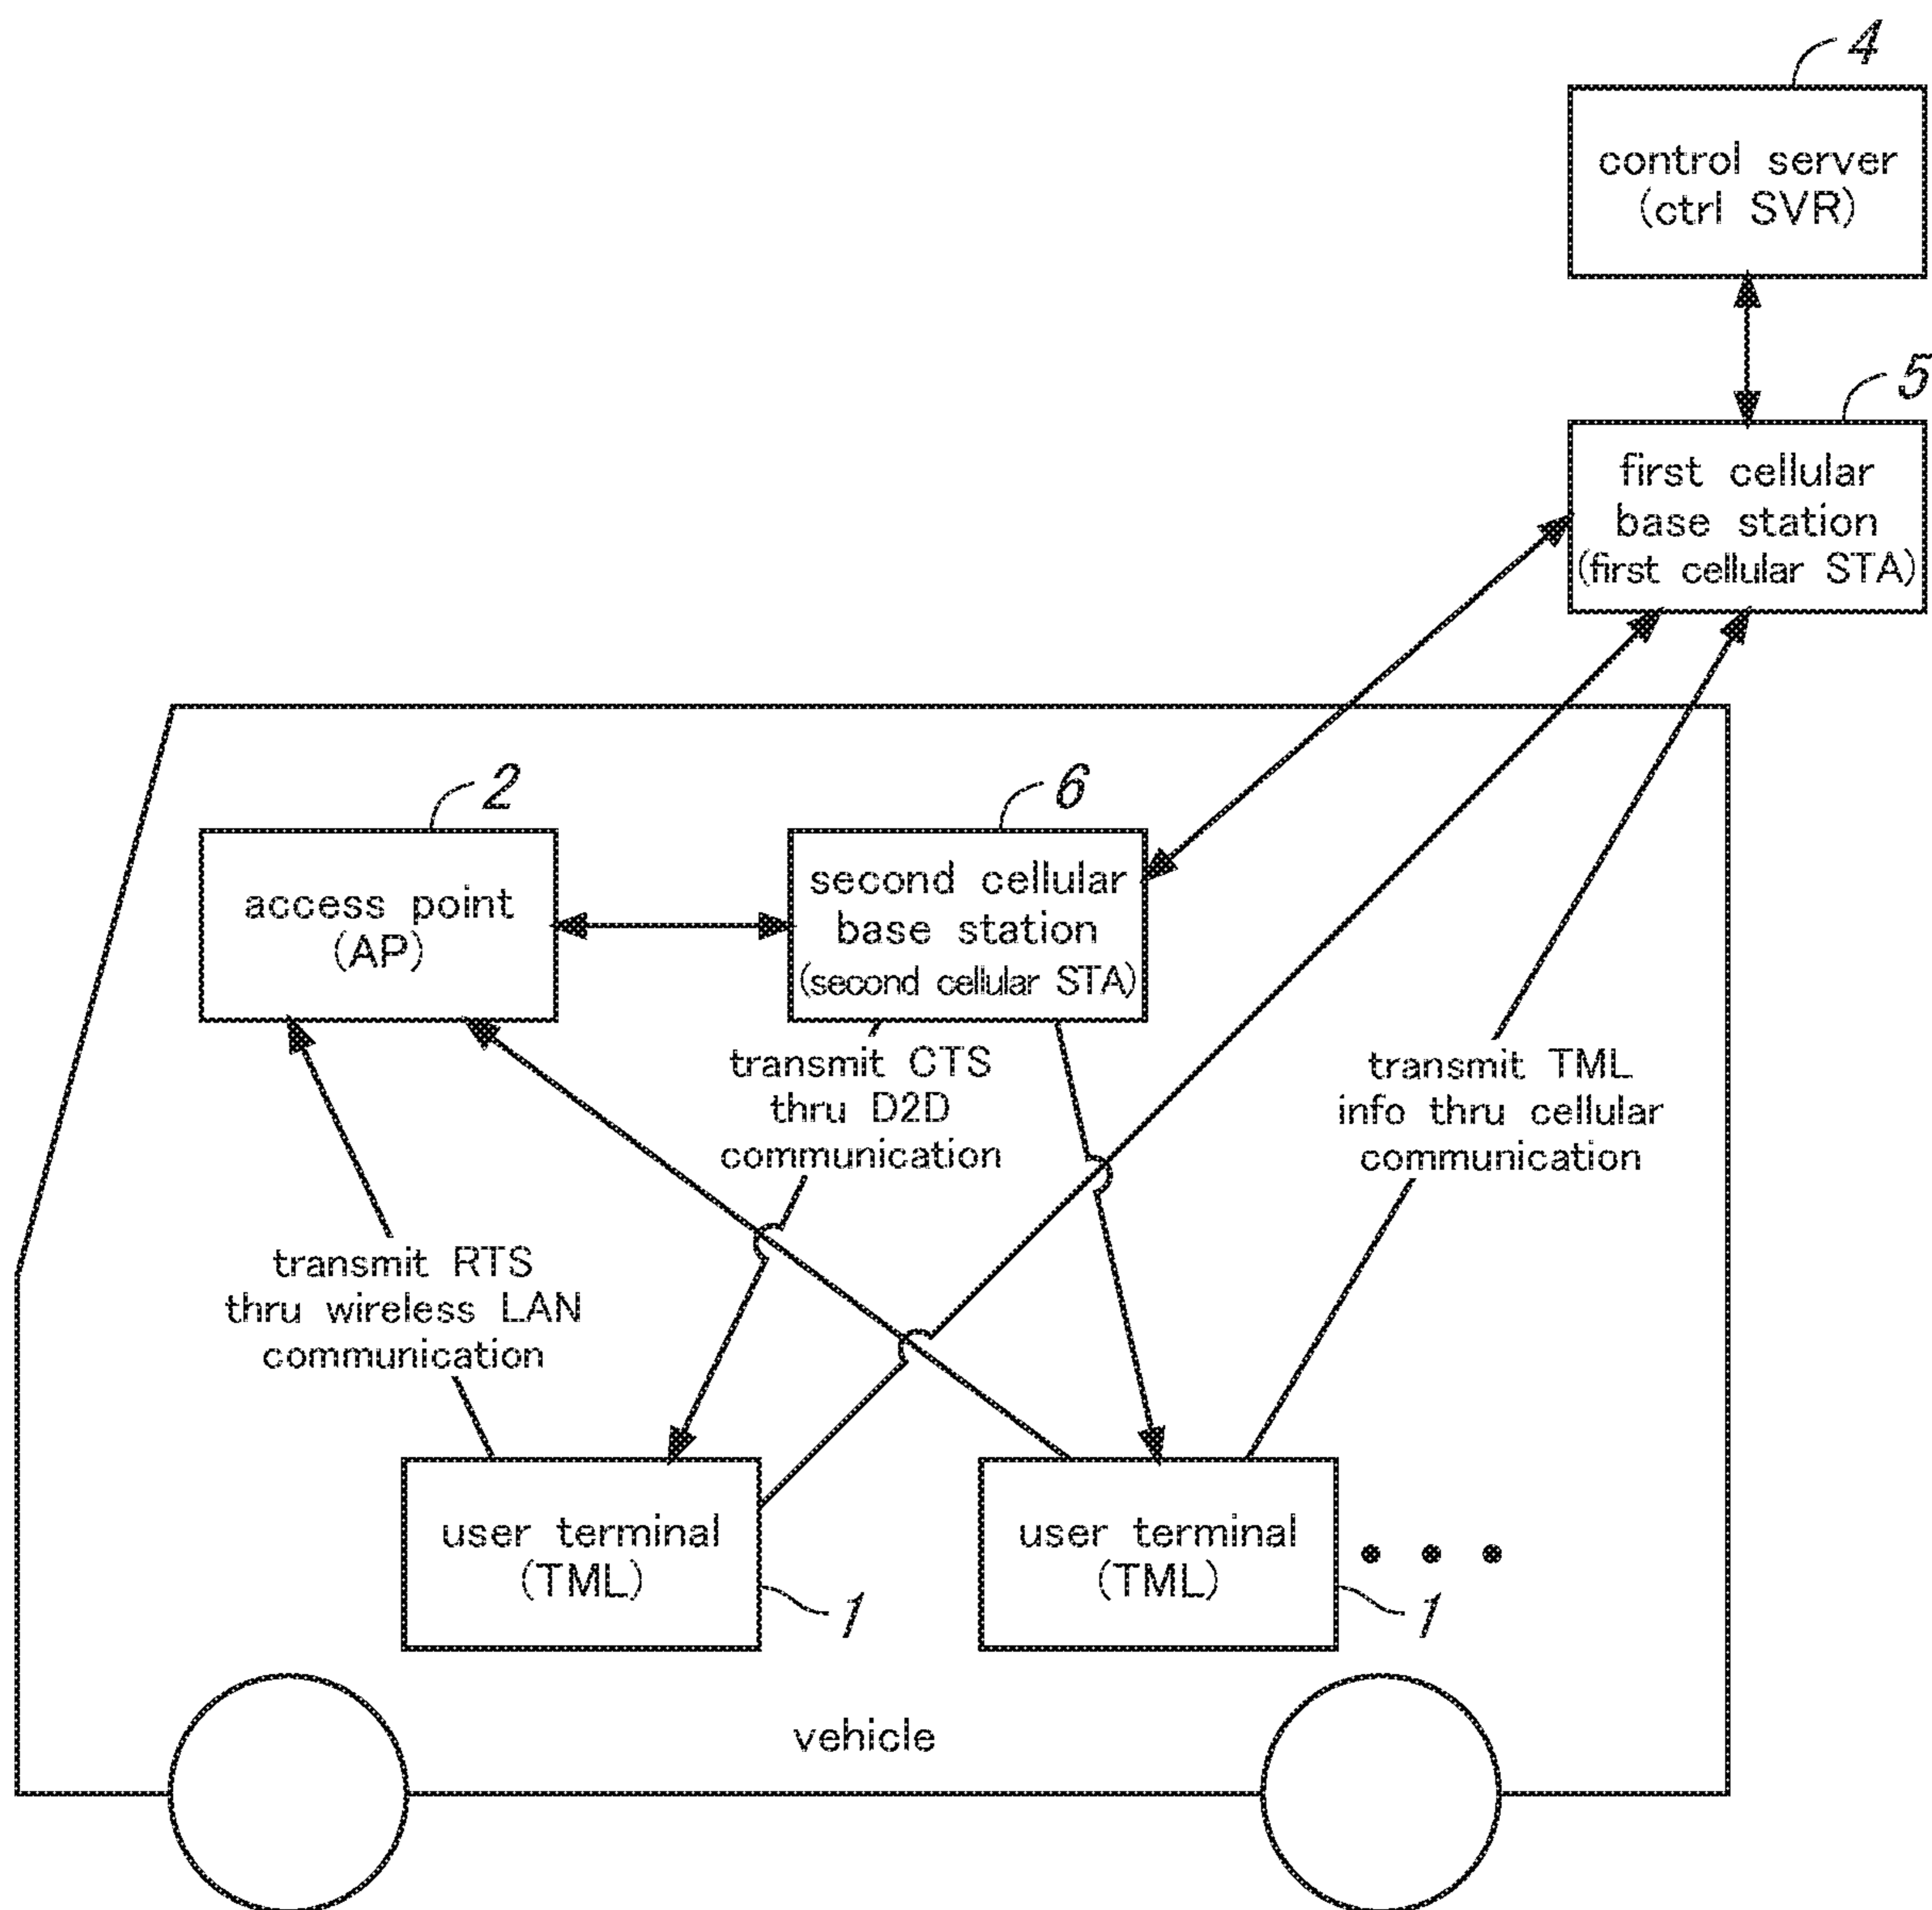 4
control server
(ctrl SVR)
5
first cellular
base station
(first cellular STA)
2
access point
(AP)
6
second cellular
base station
(second cellular STA)
transmit CTS
thru D2D
communication
transmit TML
info thru cellular
communication
transmit RTS
thru wireless LAN
communication
user terminal
(TML)
1
user terminal
(TML)
1
vehicle